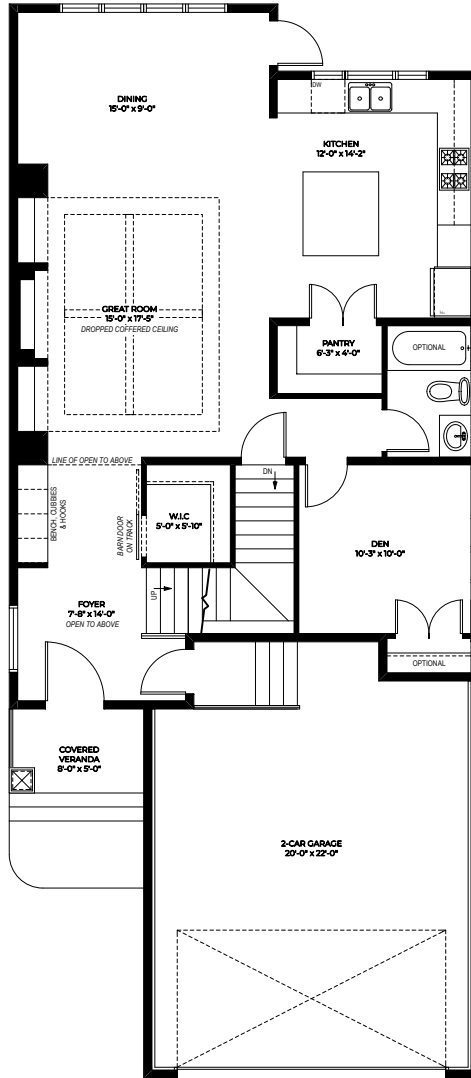 DINING
15'-0" x 9'-0"
DW
KITCHEN
12'-0" x 14'-2"
GREAT ROOM
15'-0" x 17'-5"
DROPPED COFFERED CEILING
PANTRY
6'-3" x 4'-0"
OPTIONAL
LINE OF OPEN TO ABOVE
DN
BENCH, CUBBIES
& HOOKS
BARN DOOR
ON TRACK
W.I.C
5'-0" x 5'-10"
DEN
10'-3" x 10'-0"
UP
FOYER
7'-8" x 14'-0"
OPEN TO ABOVE
OPTIONAL
COVERED
VERANDA
8'-0" x 5'-0"
2-CAR GARAGE
20'-0" x 22'-0"